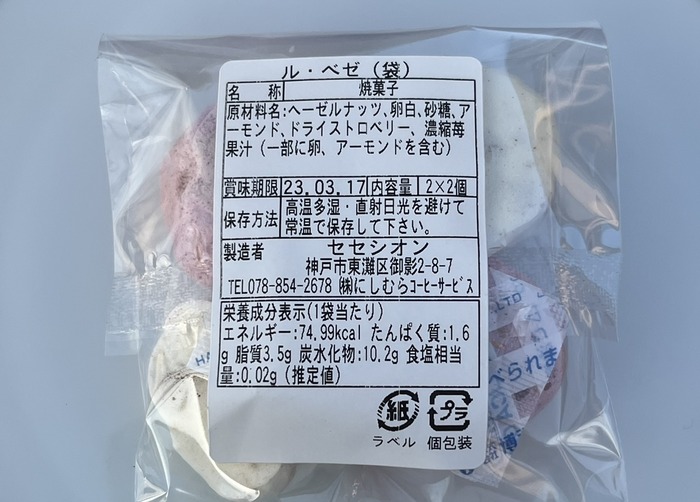 ル・ベゼ(袋)
名 称 焼菓子
原材料名:ヘーゼルナッツ、卵白、砂糖、ア
ーモンド、ドライストロベリー、濃縮苺
果汁(一部に卵、アーモンドを含む)
賞味期限 23.03.17 内容量 2×2個
保存方法 高温多湿・直射日光を避けて
常温で保存して下さい。
製造者 セセシオン
神戸市東灘区御影2-8-7
TEL078-854-2678 ㈱にしむらコーヒーサービス
栄養成分表示(1袋当たり)
エネルギー:74.99kcal たんぱく質:1.6
g 脂質3.5g 炭水化物:10.2g 食塩相当
量:0.02g(推定値)
紙 プラ
ラベル 個包装
LTD
べられま